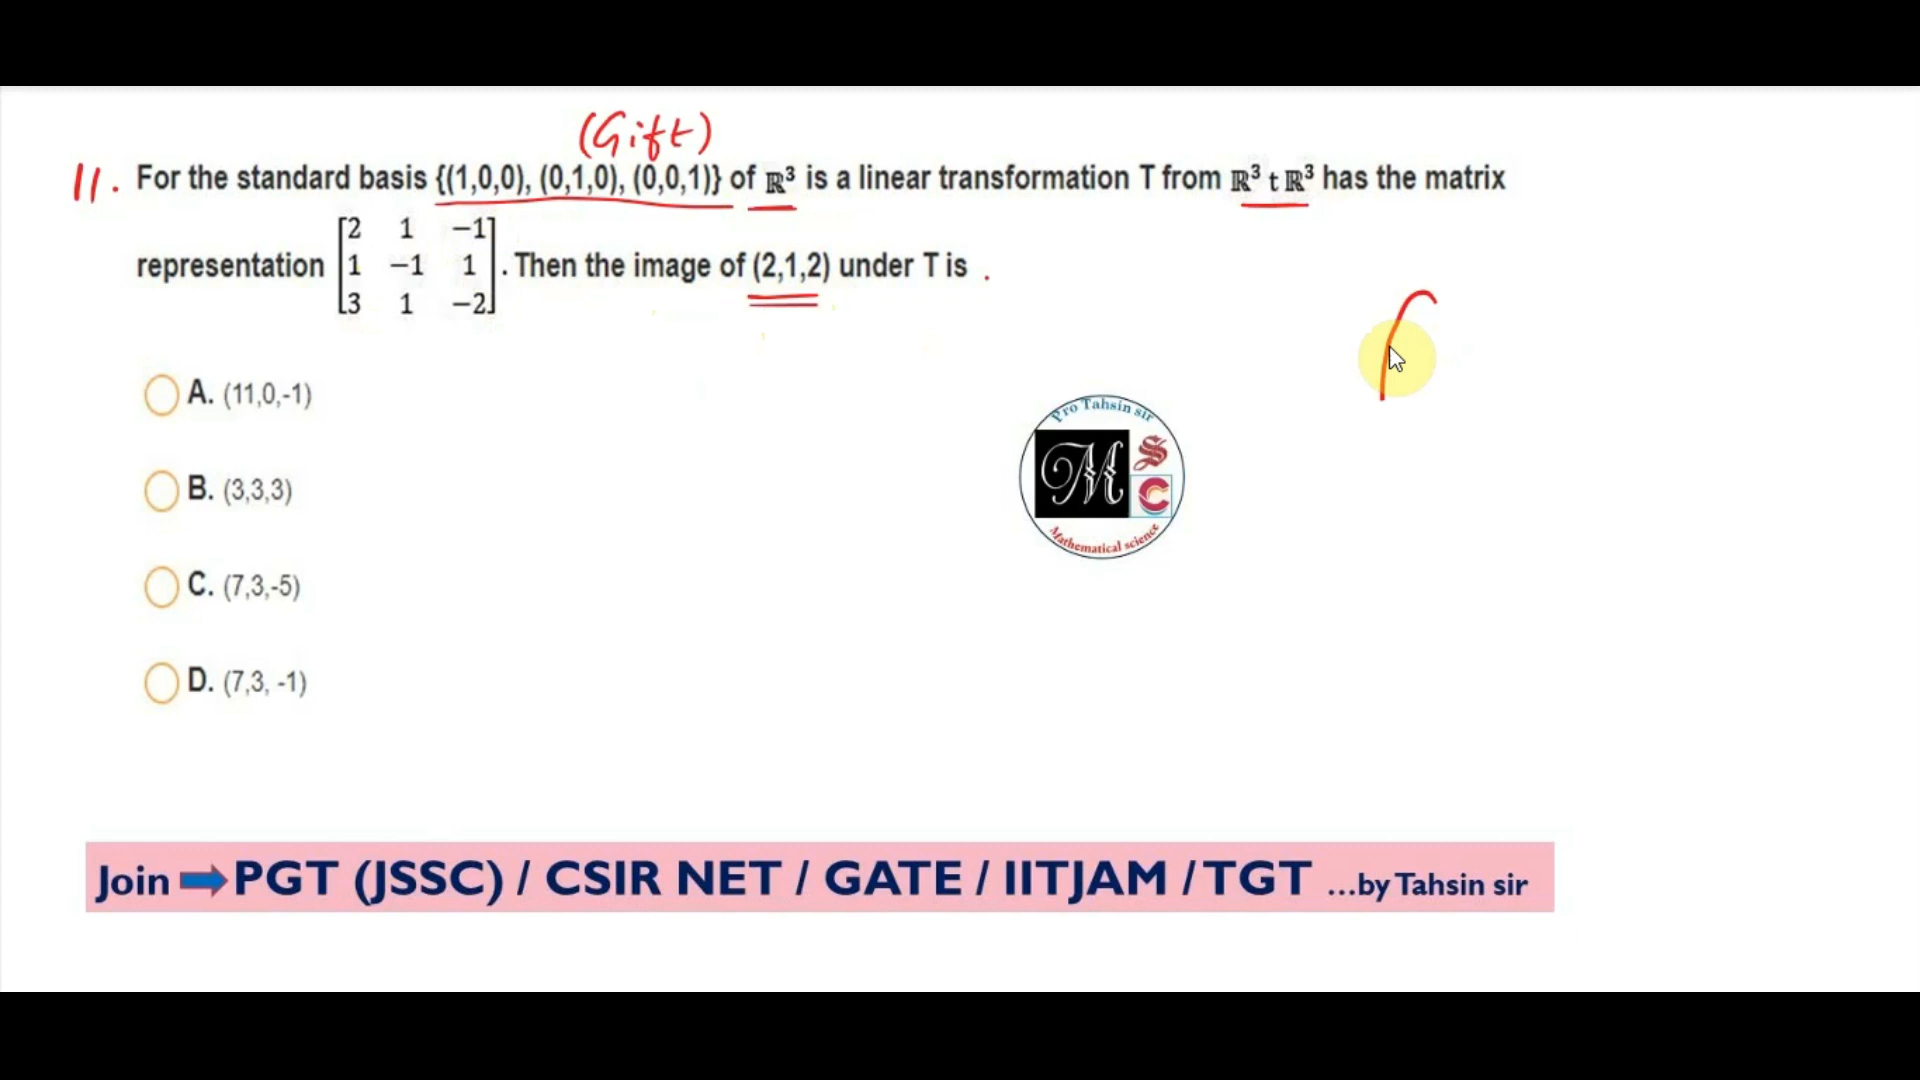 (Gift)
11. For the standard basis {(1,0,0), (0,1,0), (0,0,1)} of ℝ³ is a linear transformation T from ℝ³ t ℝ³ has the matrix
representation [2 1 −1
1 −1 1
3 1 −2]. Then the image of (2,1,2) under T is .
A. (11,0,-1)
B. (3,3,3)
C. (7,3,-5)
D. (7,3, -1)
Pro Tahsin sir
M S C
Mathematical science
Join PGT (JSSC) / CSIR NET / GATE / IITJAM / TGT ...by Tahsin sir